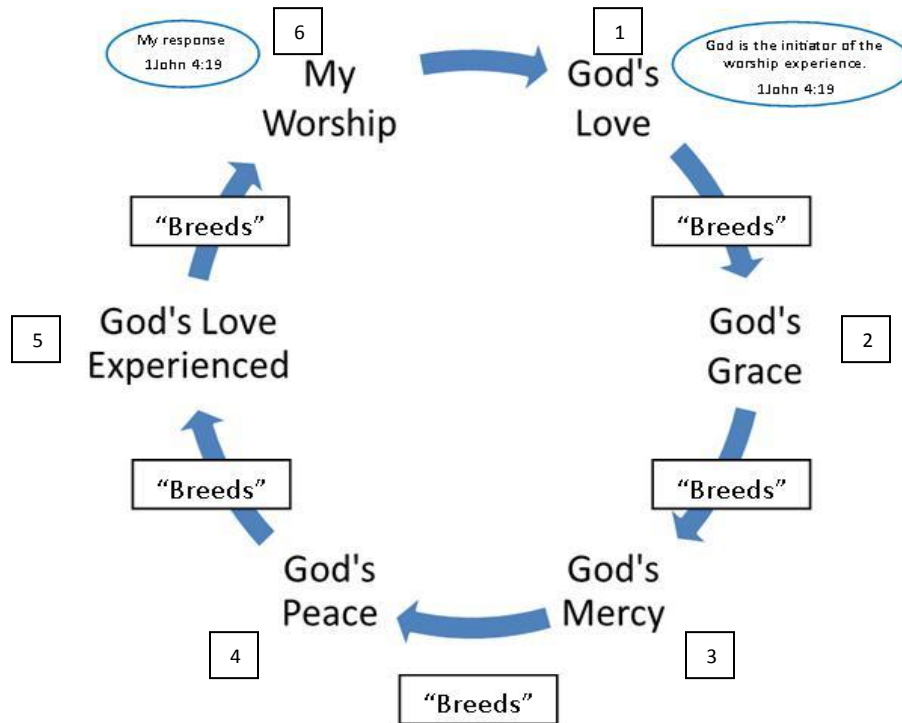 My response
1John 4:19
6
My
Worship
1
God's
Love
God is the initiator of the
worship experience.
1John 4:19
“Breeds”
2
God's
Grace
“Breeds”
3
God's
Mercy
“Breeds”
4
God's
Peace
“Breeds”
5
God's Love
Experienced
“Breeds”